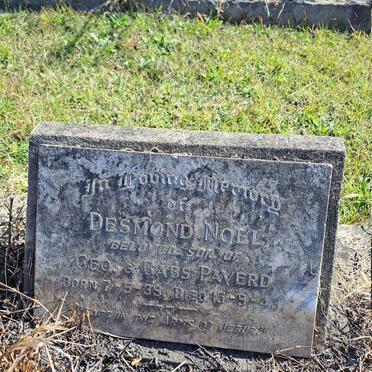 In Loving Memory
of
DESMOND NOEL
BELOVED SON OF
GEO. & BABS PAVERD
BORN 7-5-35, DIED 15-9-43
SAFE IN THE ARMS OF JESUS